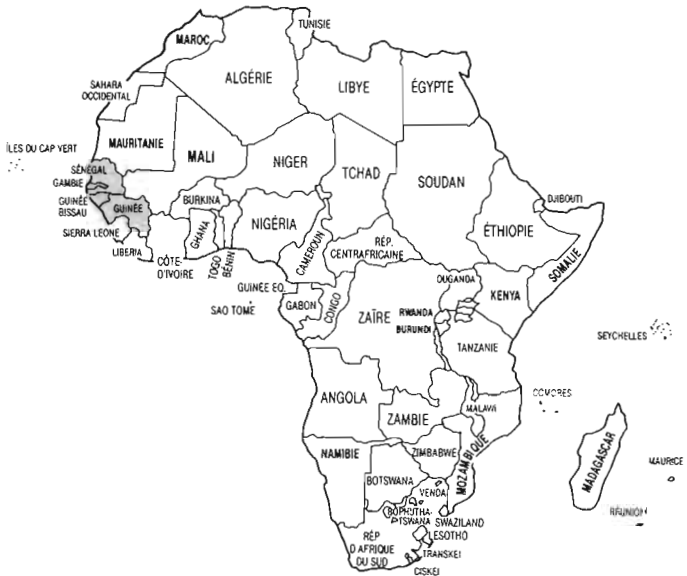 TUNISIE
MAROC
ALGÉRIE
LIBYE
ÉGYPTE
SAHARA
OCCIDENTAL
MAURITANIE
ÎLES DU CAP VERT
MALI
NIGER
TCHAD
SOUDAN
SÉNÉGAL
GAMBIE
GUINÉE
BISSAU
GUINÉE
BURKINA
DJIBOUTI
ÉTHIOPIE
SIERRA LEONE
LIBERIA
CÔTE-
D'IVOIRE
GHANA
TOGO
BÉNIN
NIGÉRIA
CAMEROUN
RÉP.
CENTRAFRICAINE
SOMALIE
GUINÉE EQ.
SAO TOMÉ
GABON
CONGO
ZAÏRE
OUGANDA
KENYA
RWANDA
BURUNDI
TANZANIE
SEYCHELLES
ANGOLA
ZAMBIE
MALAWI
COMORES
MOZAMBIQUE
NAMIBIE
ZIMBABWE
BOTSWANA
MADAGASCAR
MAURICE
RÉUNION
VENDA
BOPHUTHA-
TSWANA
SWAZILAND
LESOTHO
RÉP
D'AFRIQUE
DU SUD
TRANSKEI
CISKEI